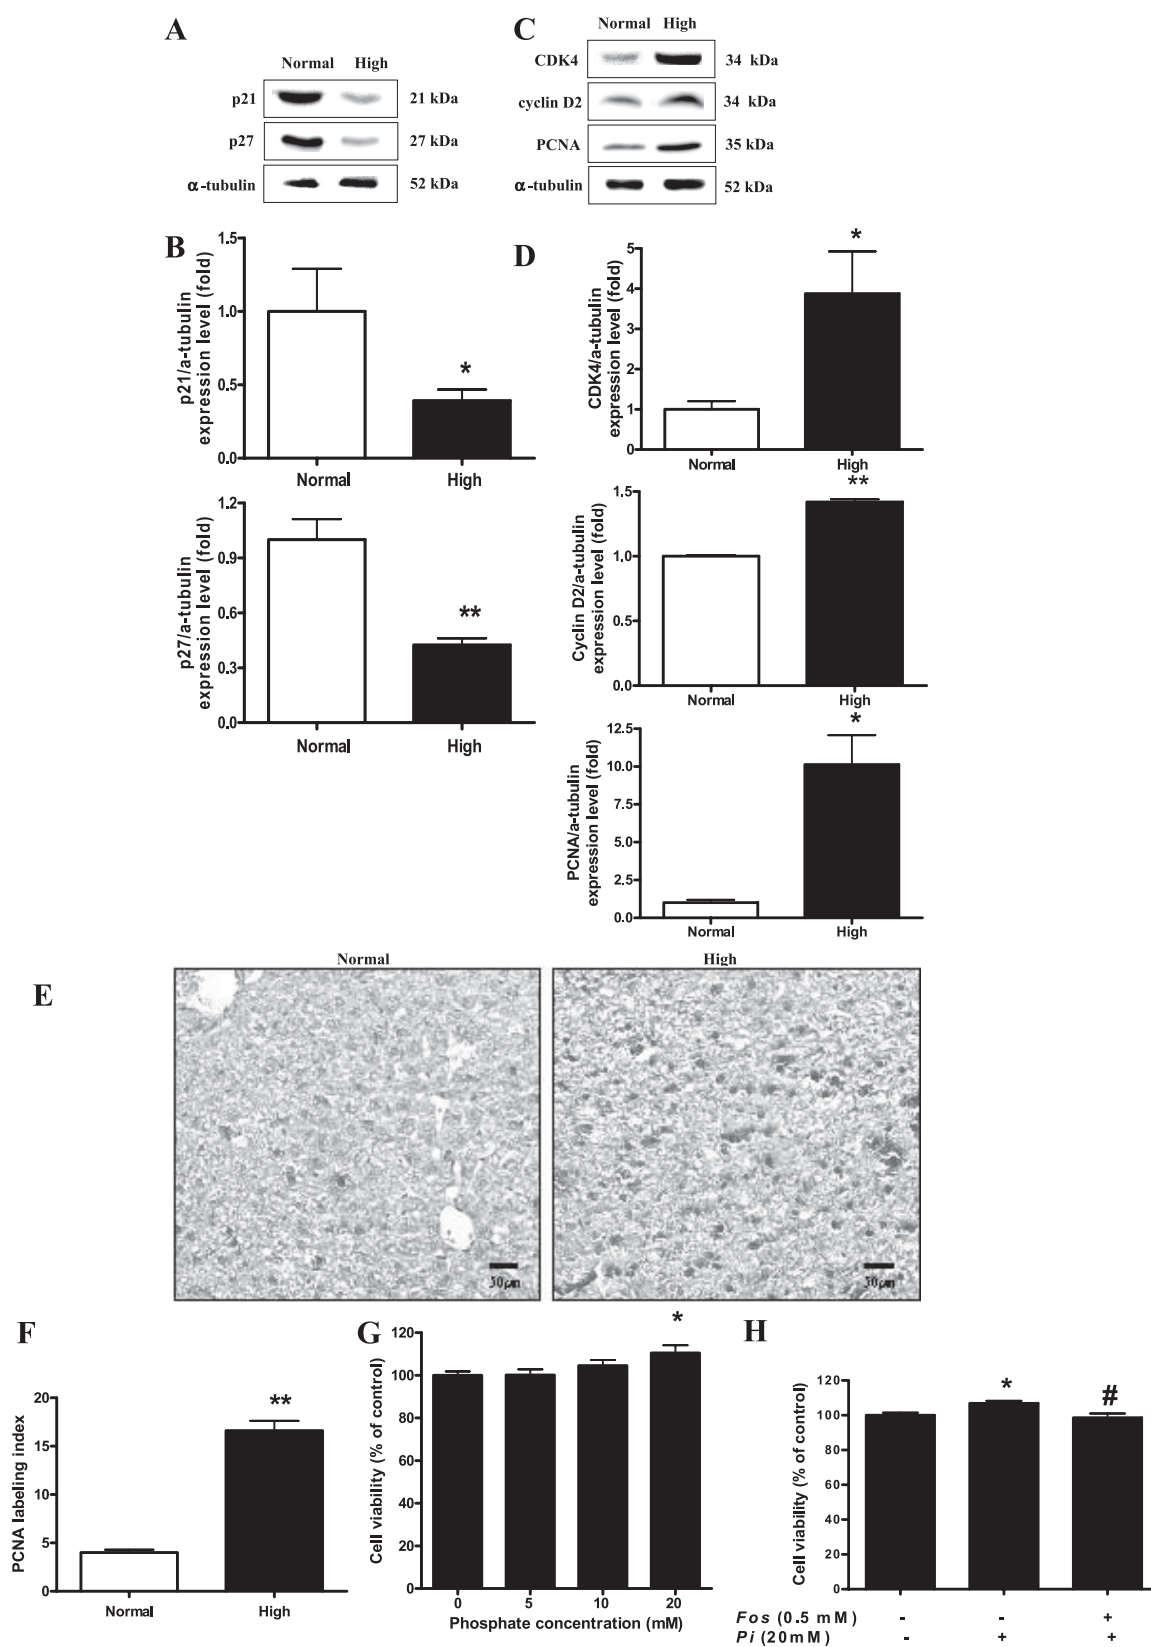 A
Normal High
p21 21 kDa
p27 27 kDa
α-tubulin 52 kDa
C
Normal High
CDK4 34 kDa
cyclin D2 34 kDa
PCNA 35 kDa
α-tubulin 52 kDa
B
p21/a-tubulin
expression level (fold)
1.5
1.0
0.5
0.0
*
Normal High
p27/a-tubulin
expression level (fold)
1.2
0.9
0.6
0.3
0.0
**
Normal High
D
CDK4/a-tubulin
expression level (fold)
5
4
3
2
1
0
*
Normal High
Cyclin D2/a-tubulin
expression level (fold)
1.5
1.0
0.5
0.0
**
Normal High
PCNA/a-tubulin
expression level (fold)
12.5
10.0
7.5
5.0
2.5
0.0
*
Normal High
E
Normal High
50μm 50μm
F
PCNA labeling index
20
15
10
5
0
**
Normal High
G
Cell viability (% of control)
120
100
80
60
40
20
0
*
0 5 10 20
Phosphate concentration (mM)
H
Cell viability (% of control)
120
100
80
60
40
20
0
*
#
Fos (0.5 mM) - - +
Pi (20mM) - + +